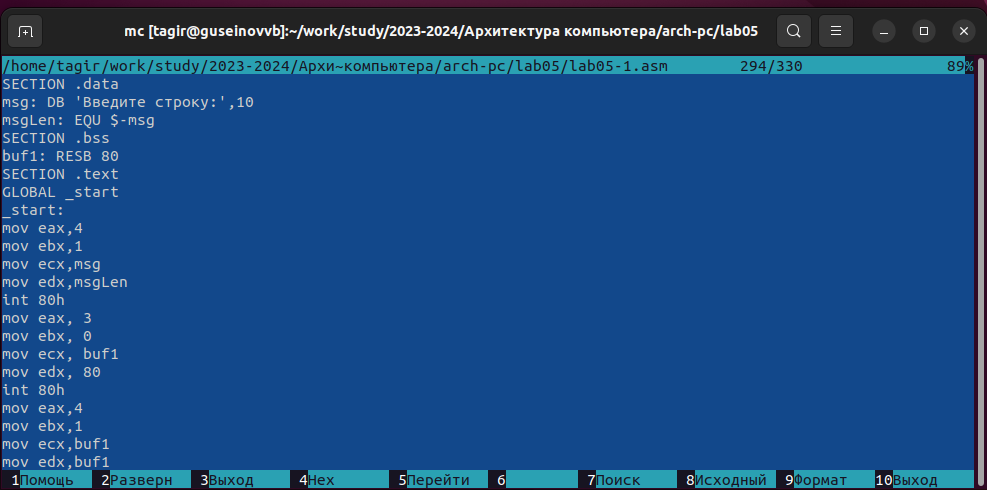 mc [tagir@guseinovvb]:~/work/study/2023-2024/Архитектура компьютера/arch-pc/lab05
/home/tagir/work/study/2023-2024/Архи~компьютера/arch-pc/lab05/lab05-1.asm 294/330 89%
SECTION .data
msg: DB 'Введите строку:',10
msgLen: EQU $-msg
SECTION .bss
buf1: RESB 80
SECTION .text
GLOBAL _start
_start:
mov eax,4
mov ebx,1
mov ecx,msg
mov edx,msgLen
int 80h
mov eax, 3
mov ebx, 0
mov ecx, buf1
mov edx, 80
int 80h
mov eax,4
mov ebx,1
mov ecx,buf1
mov edx,buf1
1Помощь 2Разверн 3Выход 4Hex 5Перейти 6 7Поиск 8Исходный 9Формат 10Выход